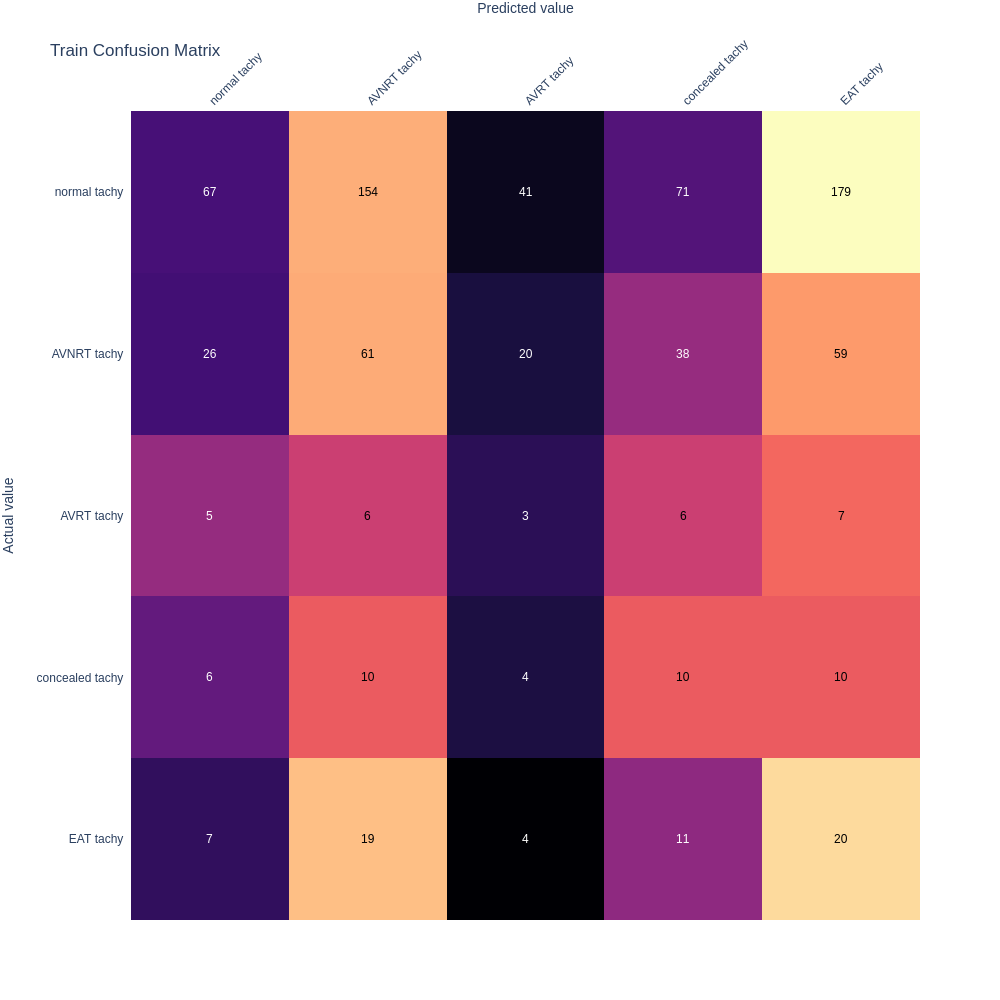 Predicted value
Train Confusion Matrix
normal tachy
AVNRT tachy
AVRT tachy
concealed tachy
EAT tachy
Actual value
normal tachy 67 154 41 71 179
AVNRT tachy 26 61 20 38 59
AVRT tachy 5 6 3 6 7
concealed tachy 6 10 4 10 10
EAT tachy 7 19 4 11 20